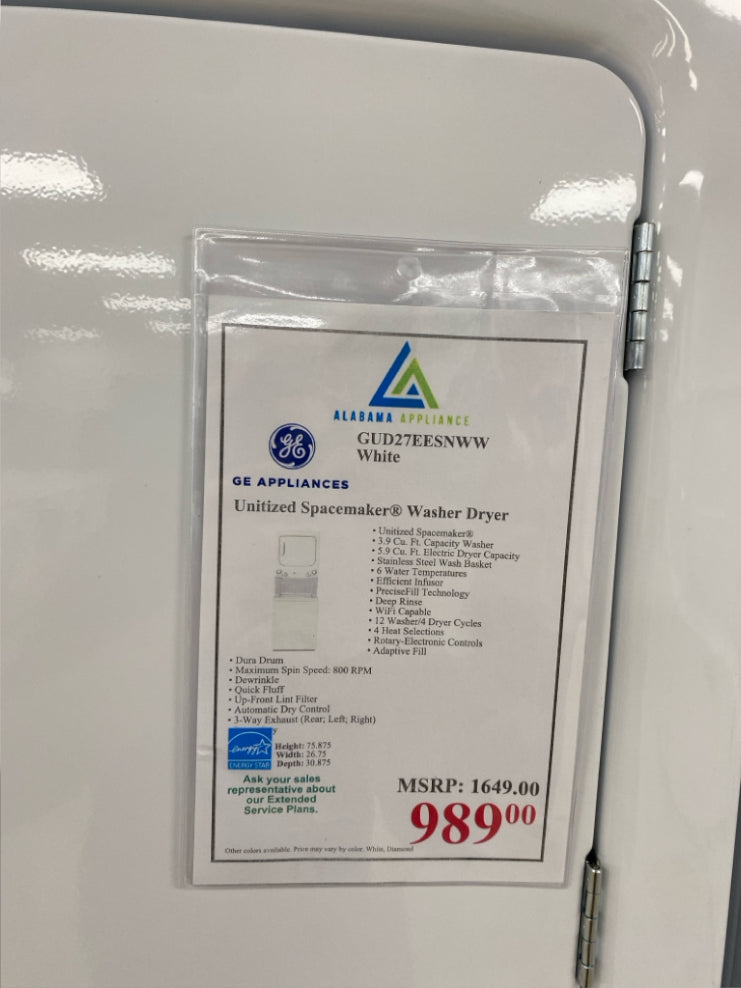 ALABAMA APPLIANCE
GE
GUD27EESNWW
White
GE APPLIANCES
Unitized Spacemaker® Washer Dryer
• Unitized Spacemaker®
• 3.9 Cu. Ft. Capacity Washer
• 5.9 Cu. Ft. Electric Dryer Capacity
• Stainless Steel Wash Basket
• 6 Water Temperatures
• Efficient Infusor
• PreciseFill Technology
• Deep Rinse
• WiFi Capable
• 12 Washer/4 Dryer Cycles
• 4 Heat Selections
• Rotary-Electronic Controls
• Adaptive Fill
• Dura Drum
• Maximum Spin Speed: 800 RPM
• Dewrinkle
• Quick Fluff
• Up-Front Lint Filter
• Automatic Dry Control
• 3-Way Exhaust (Rear; Left; Right)
y
energy
ENERGY STAR
Height: 75.875
Width: 26.75
Depth: 30.875
Ask your sales
representative about
our Extended
Service Plans.
MSRP: 1649.00
989⁰⁰
Other colors available. Price may vary by color. White, Diamond